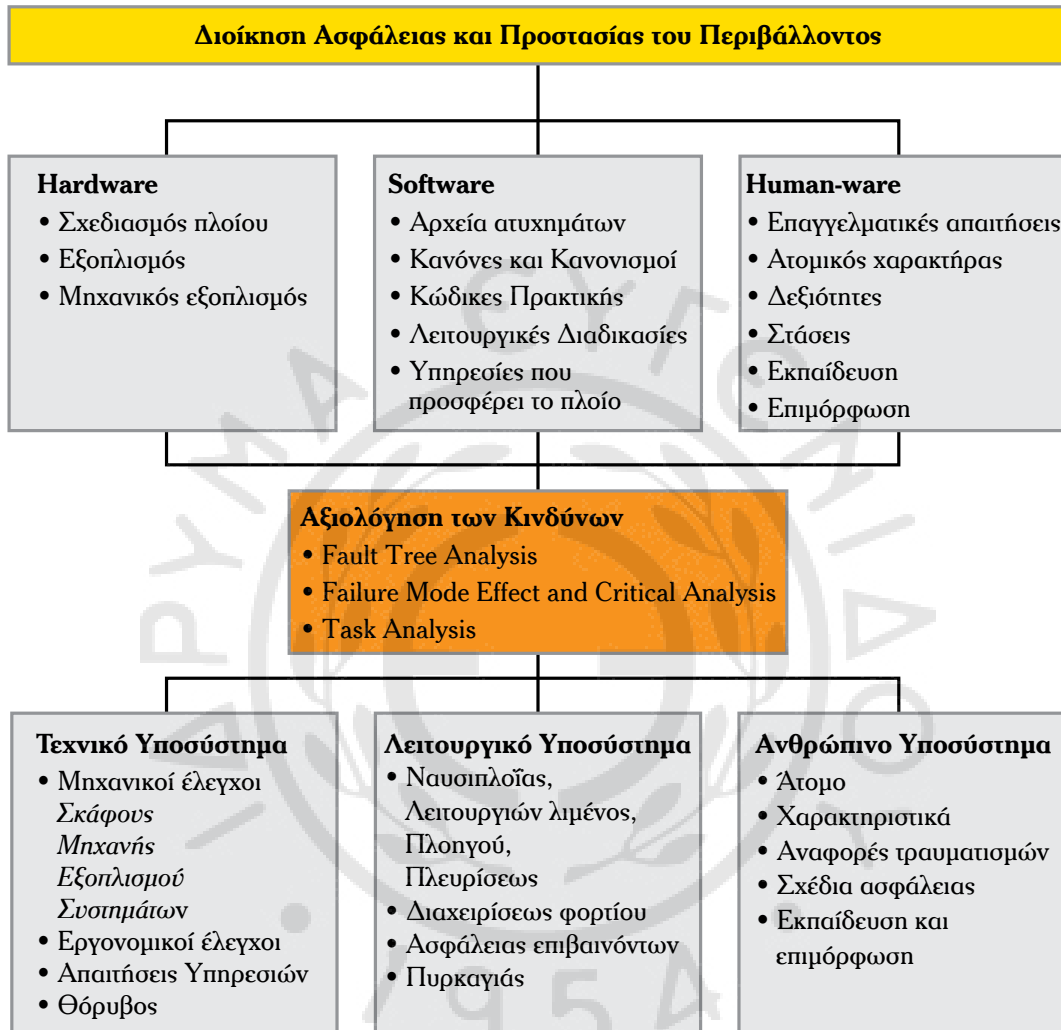 Διοίκηση Ασφάλειας και Προστασίας του Περιβάλλοντος
Hardware
• Σχεδιασμός πλοίου
• Εξοπλισμός
• Μηχανικός εξοπλισμός
Software
• Αρχεία ατυχημάτων
• Κανόνες και Κανονισμοί
• Κώδικες Πρακτικής
• Λειτουργικές Διαδικασίες
• Υπηρεσίες που
προσφέρει το πλοίο
Human-ware
• Επαγγελματικές απαιτήσεις
• Ατομικός χαρακτήρας
• Δεξιότητες
• Στάσεις
• Εκπαίδευση
• Επιμόρφωση
Αξιολόγηση των Κινδύνων
• Fault Tree Analysis
• Failure Mode Effect and Critical Analysis
• Task Analysis
Τεχνικό Υποσύστημα
• Μηχανικοί έλεγχοι
Σκάφους
Μηχανής
Εξοπλισμού
Συστημάτων
• Εργονομικοί έλεγχοι
• Απαιτήσεις Υπηρεσιών
• Θόρυβος
Λειτουργικό Υποσύστημα
• Ναυσιπλοΐας,
Λειτουργιών λιμένος,
Πλοηγού,
Πλευρίσεως
• Διαχειρίσεως φορτίου
• Ασφάλειας επιβαινόντων
• Πυρκαγιάς
Ανθρώπινο Υποσύστημα
• Άτομο
• Χαρακτηριστικά
• Αναφορές τραυματισμών
• Σχέδια ασφάλειας
• Εκπαίδευση και
επιμόρφωση
ΙΔΡΥΜΑ ΕΥΓΕΝΙΔΟΥ
1954